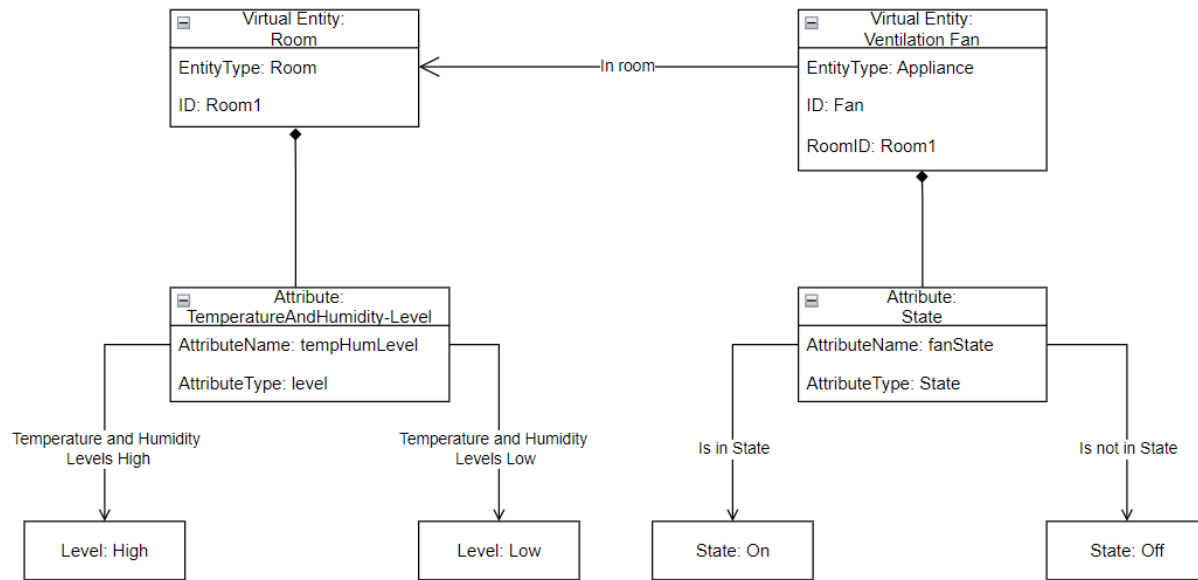 Virtual Entity:
Room
EntityType: Room
ID: Room1
In room
Virtual Entity:
Ventilation Fan
EntityType: Appliance
ID: Fan
RoomID: Room1
Attribute:
TemperatureAndHumidity-Level
AttributeName: tempHumLevel
AttributeType: level
Attribute:
State
AttributeName: fanState
AttributeType: State
Temperature and Humidity
Levels High
Temperature and Humidity
Levels Low
Is in State
Is not in State
Level: High
Level: Low
State: On
State: Off